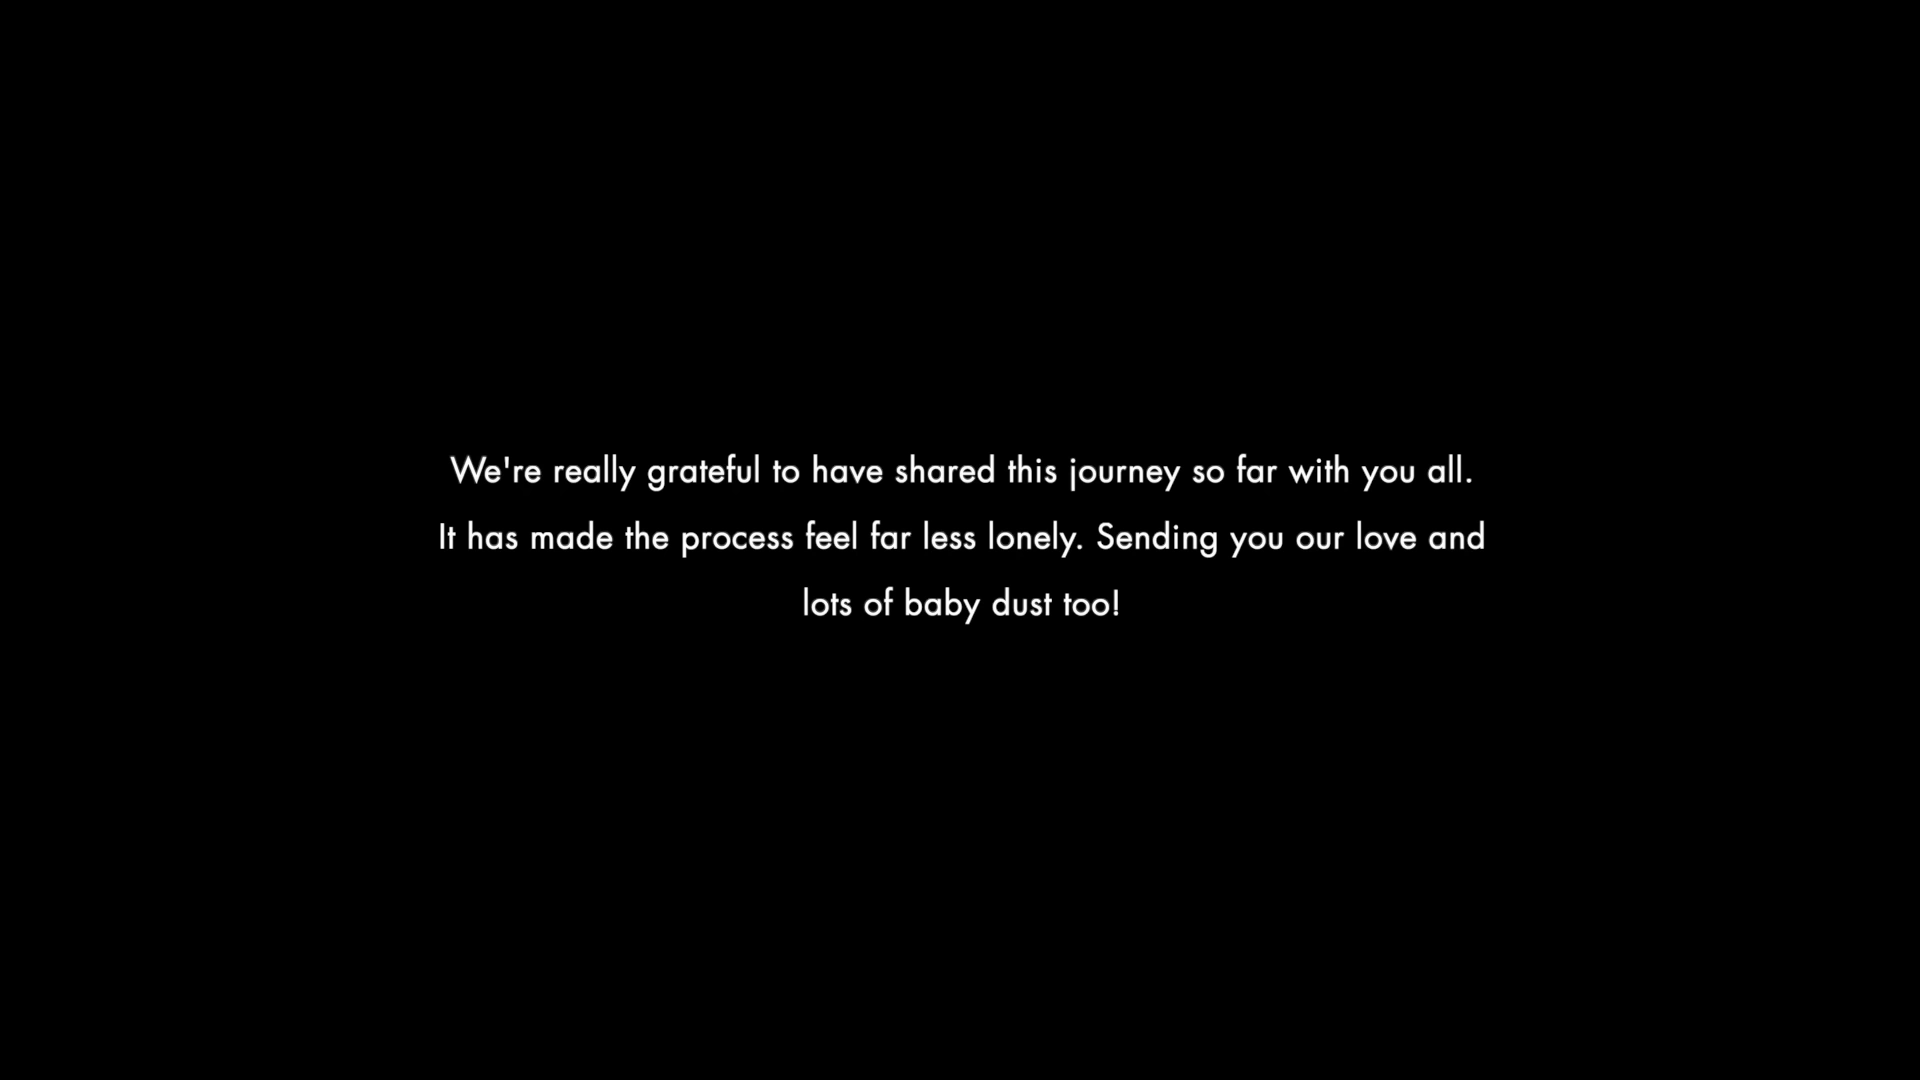 We're really grateful to have shared this journey so far with you all.
It has made the process feel far less lonely. Sending you our love and
lots of baby dust too!